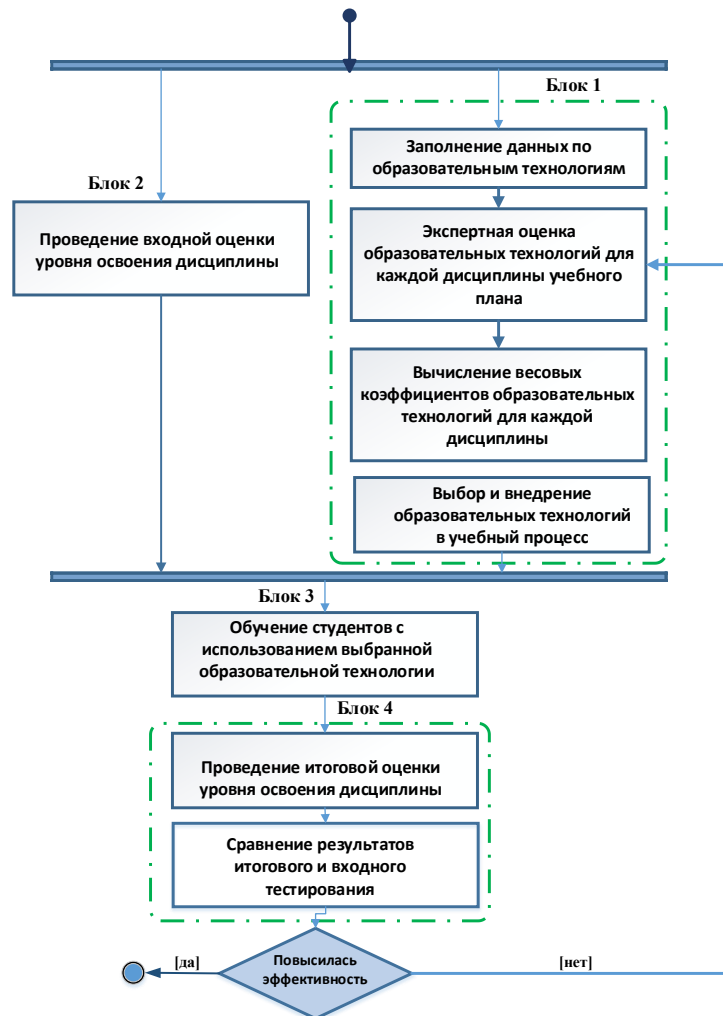 Блок 1
Заполнение данных по
образовательным технологиям
Блок 2
Проведение входной оценки
уровня освоения дисциплины
Экспертная оценка
образовательных технологий для
каждой дисциплины учебного
плана
Вычисление весовых
коэффициентов образовательных
технологий для каждой
дисциплины
Выбор и внедрение
образовательных технологий
в учебный процесс
Блок 3
Обучение студентов с
использованием выбранной
образовательной технологии
Блок 4
Проведение итоговой оценки
уровня освоения дисциплины
Сравнение результатов
итогового и входного
тестирования
Повысилась
эффективность
[да]
[нет]